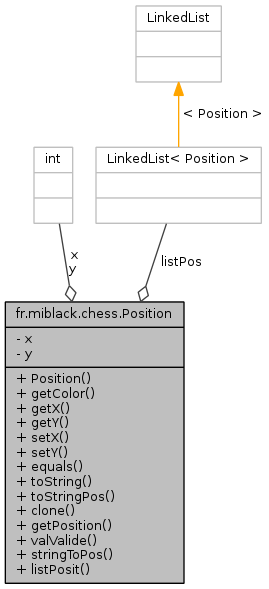 LinkedList
< Position >
int
LinkedList< Position >
x
y
listPos
fr.miblack.chess.Position
- x
- y
+ Position()
+ getColor()
+ getX()
+ getY()
+ setX()
+ setY()
+ equals()
+ toString()
+ toStringPos()
+ clone()
+ getPosition()
+ valValide()
+ stringToPos()
+ listPosit()